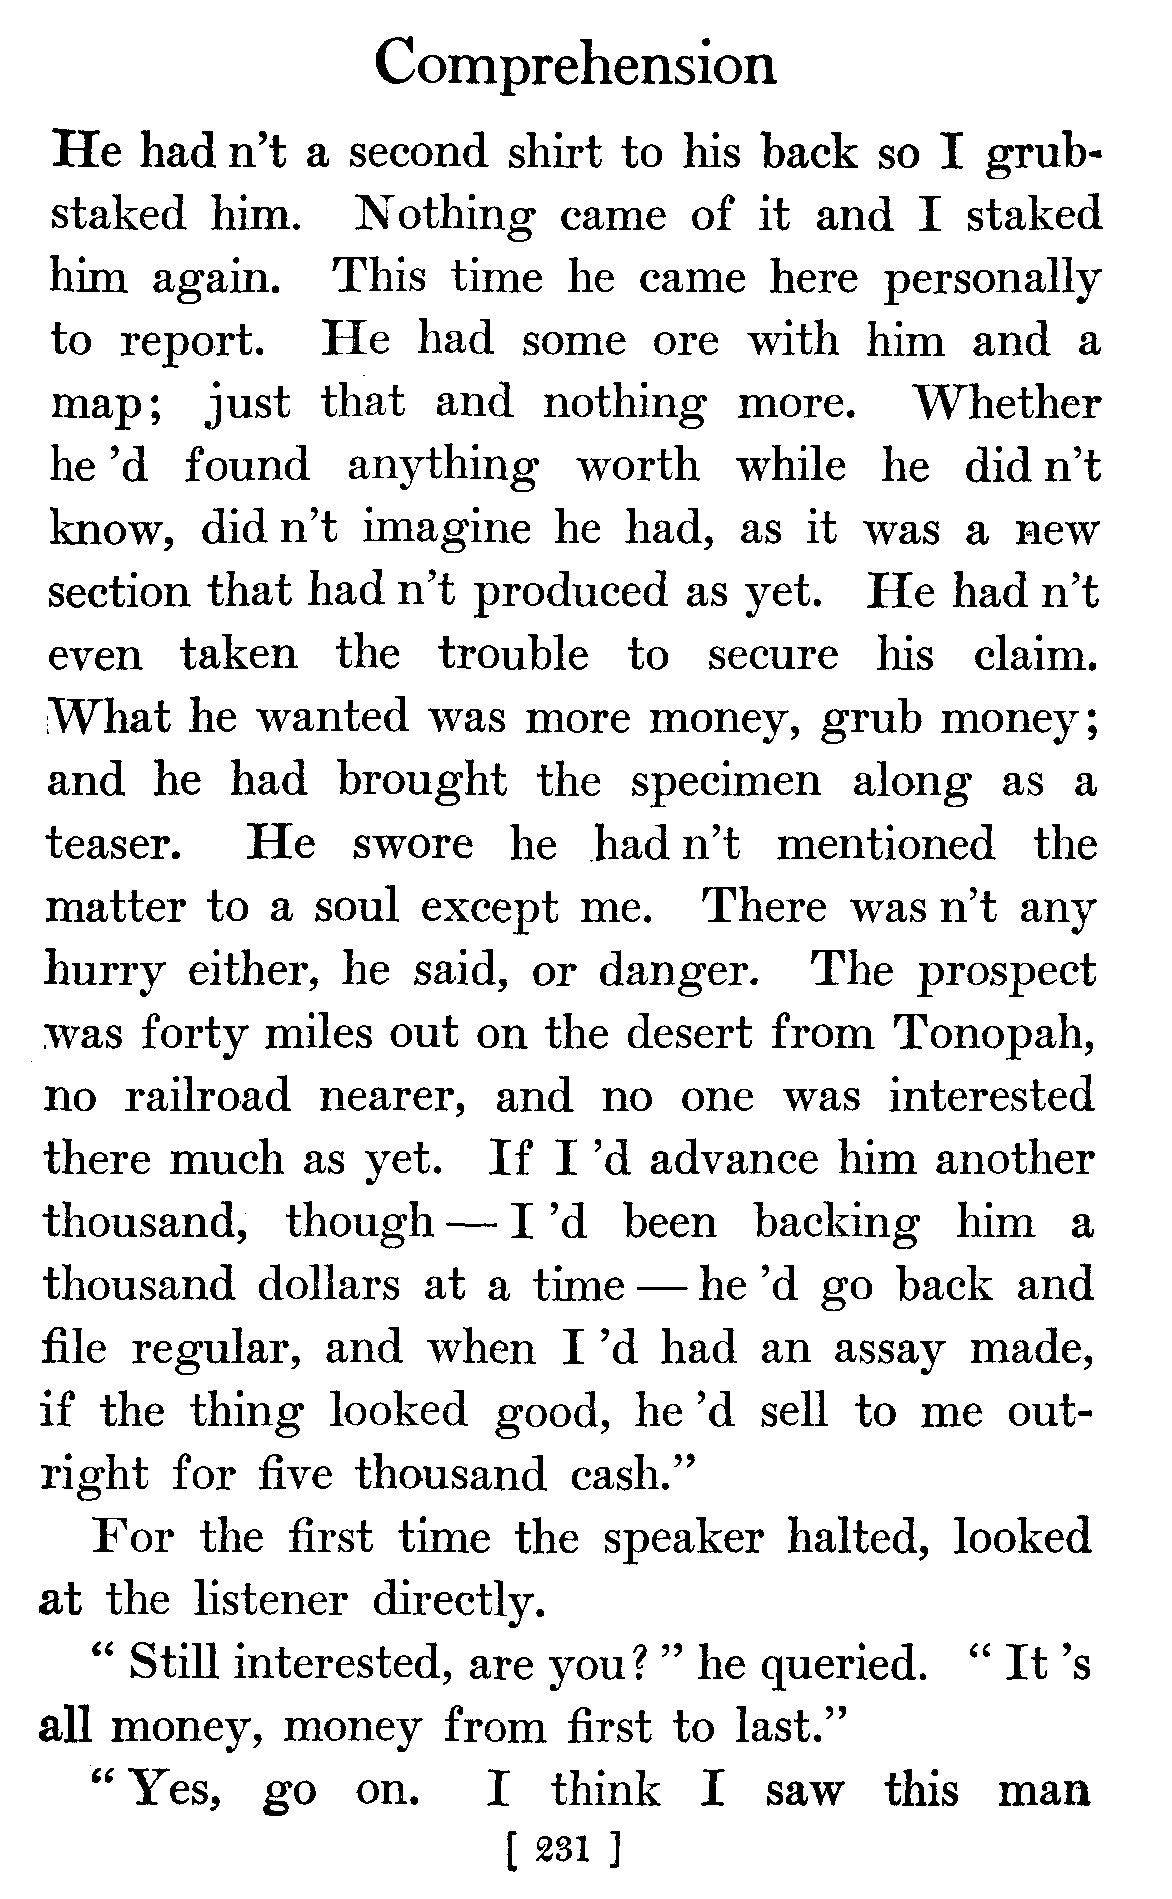 Comprehension
He had n't a second shirt to his back so I grub-
staked him. Nothing came of it and I staked
him again. This time he came here personally
to report. He had some ore with him and a
map; just that and nothing more. Whether
he 'd found anything worth while he did n't
know, did n't imagine he had, as it was a new
section that had n't produced as yet. He had n't
even taken the trouble to secure his claim.
What he wanted was more money, grub money;
and he had brought the specimen along as a
teaser. He swore he had n't mentioned the
matter to a soul except me. There was n't any
hurry either, he said, or danger. The prospect
was forty miles out on the desert from Tonopah,
no railroad nearer, and no one was interested
there much as yet. If I 'd advance him another
thousand, though — I 'd been backing him a
thousand dollars at a time — he 'd go back and
file regular, and when I 'd had an assay made,
if the thing looked good, he 'd sell to me out-
right for five thousand cash."
For the first time the speaker halted, looked
at the listener directly.
" Still interested, are you? " he queried. " It 's
all money, money from first to last."
" Yes, go on. I think I saw this man
[ 231 ]